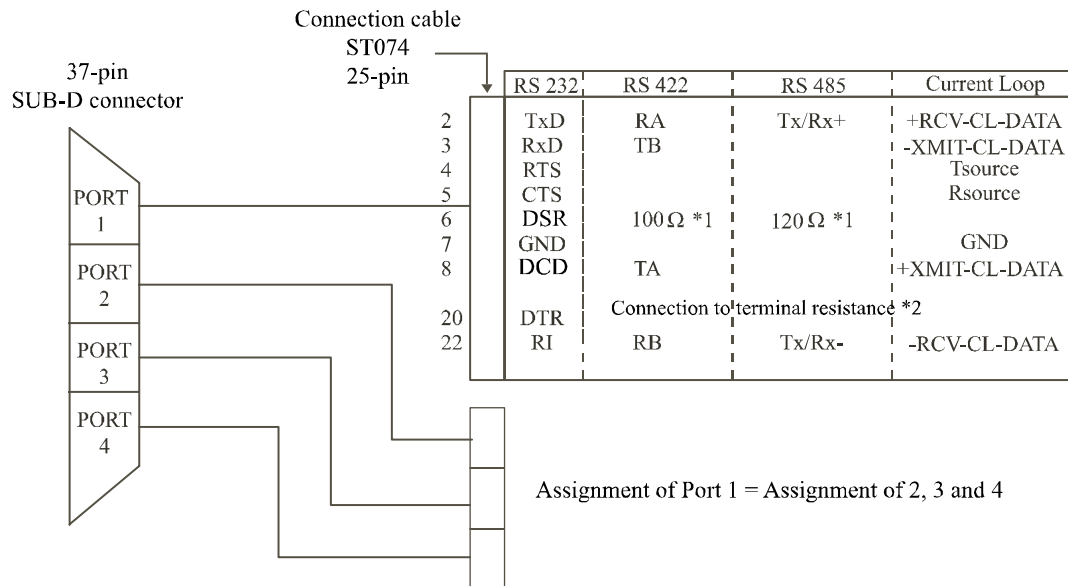 Connection cable
ST074
25-pin
37-pin
SUB-D connector
RS 232 RS 422 RS 485 Current Loop
2 TxD RA Tx/Rx+ +RCV-CL-DATA
3 RxD TB -XMIT-CL-DATA
4 RTS Tsource
5 CTS Rsource
6 DSR 100 Ω *1 120 Ω *1
7 GND GND
8 DCD TA +XMIT-CL-DATA
Connection to terminal resistance *2
20 DTR
22 RI RB Tx/Rx- -RCV-CL-DATA
PORT
1
PORT
2
PORT
3
PORT
4
Assignment of Port 1 = Assignment of 2, 3 and 4